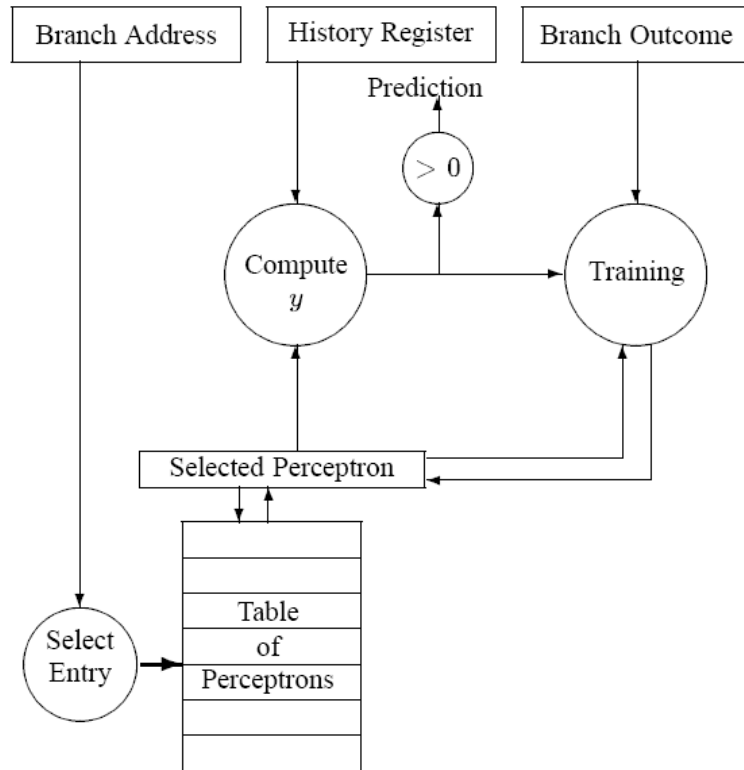 Branch Address
History Register
Branch Outcome
Prediction
> 0
Compute
y
Training
Selected Perceptron
Select
Entry
Table
of
Perceptrons